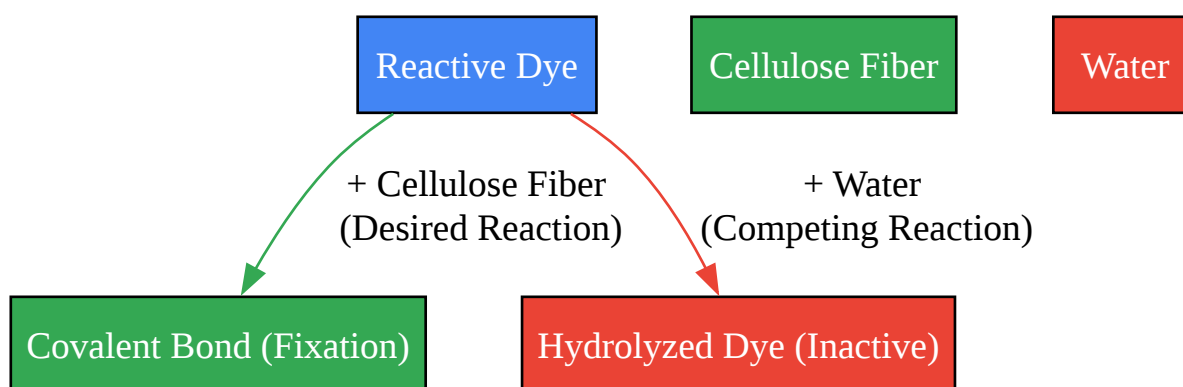 Reactive Dye
Cellulose Fiber
Water
+ Cellulose Fiber
(Desired Reaction)
+ Water
(Competing Reaction)
Covalent Bond (Fixation)
Hydrolyzed Dye (Inactive)